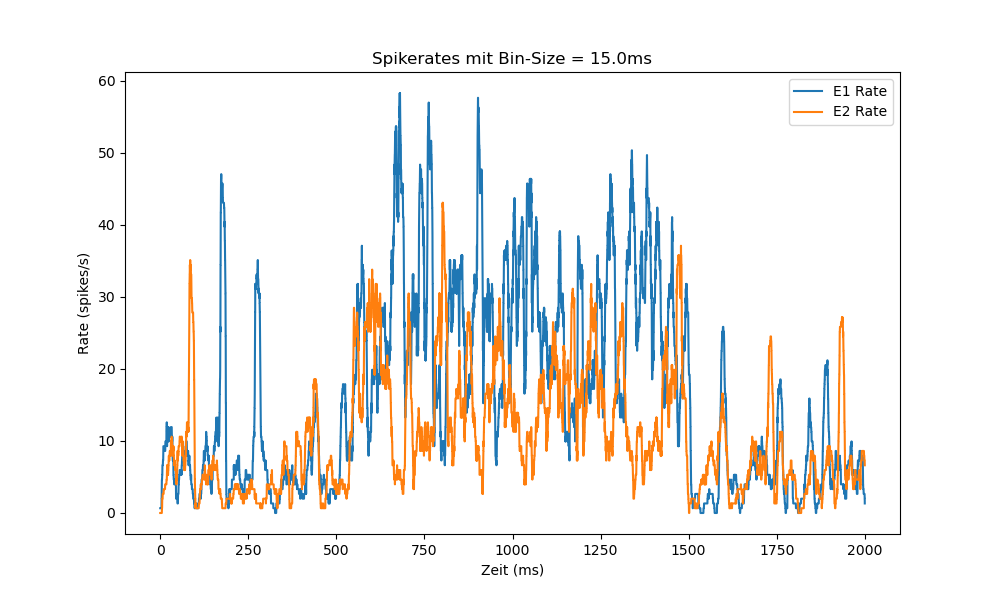 Spikerates mit Bin-Size = 15.0ms
E1 Rate
E2 Rate
60
50
40
30
20
10
0
Rate (spikes/s)
0 250 500 750 1000 1250 1500 1750 2000
Zeit (ms)